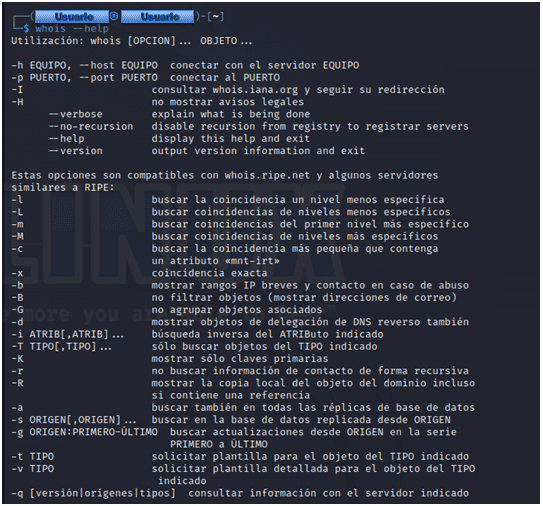 (Usuario Usuario)-[~]
$ whois --help
Utilización: whois [OPCION]... OBJETO...
-h EQUIPO, --host EQUIPO conectar con el servidor EQUIPO
-p PUERTO, --port PUERTO conectar al PUERTO
-I consultar whois.iana.org y seguir su redirección
-H no mostrar avisos legales
--verbose explain what is being done
--no-recursion disable recursion from registry to registrar servers
--help display this help and exit
--version output version information and exit
Estas opciones son compatibles con whois.ripe.net y algunos servidores
similares a RIPE:
-l buscar la coincidencia un nivel menos específica
-L buscar coincidencias de niveles menos específicos
-m buscar coincidencias del primer nivel más específico
-M buscar coincidencias de niveles más específicos
-c buscar la coincidencia más pequeña que contenga
un atributo «mnt-irt»
-x coincidencia exacta
-b mostrar rangos IP breves y contacto en caso de abuso
-B no filtrar objetos (mostrar direcciones de correo)
-G no agrupar objetos asociados
-d mostrar objetos de delegación de DNS reverso también
-i ATRIB[,ATRIB]... búsqueda inversa del ATRIButo indicado
-T TIPO[,TIPO]... sólo buscar objetos del TIPO indicado
-K mostrar sólo claves primarias
-r no buscar información de contacto de forma recursiva
-R mostrar la copia local del objeto del dominio incluso
si contiene una referencia
-a buscar también en todas las réplicas de base de datos
-s ORIGEN[,ORIGEN]... buscar en la base de datos replicada desde ORIGEN
-g ORIGEN:PRIMERO-ÚLTIMO buscar actualizaciones desde ORIGEN en la serie
PRIMERO a ÚLTIMO
-t TIPO solicitar plantilla para el objeto del TIPO indicado
-v TIPO solicitar plantilla detallada para el objeto del TIPO
indicado
-q [versión|orígenes|tipos] consultar información con el servidor indicado